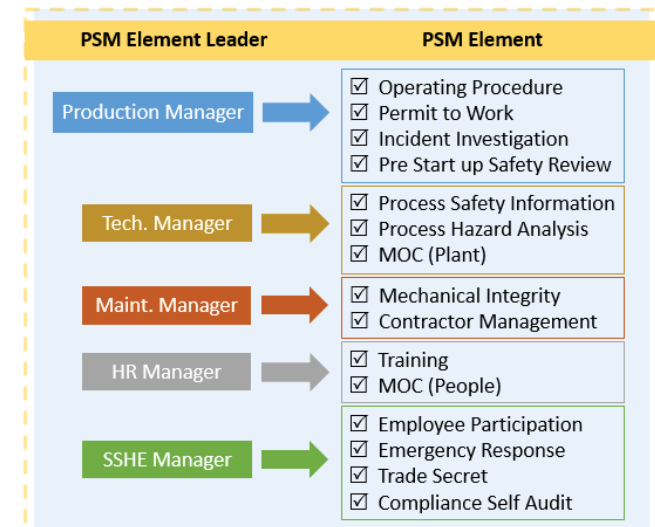 PSM Element Leader
PSM Element
Production Manager
☑ Operating Procedure
☑ Permit to Work
☑ Incident Investigation
☑ Pre Start up Safety Review
Tech. Manager
☑ Process Safety Information
☑ Process Hazard Analysis
☑ MOC (Plant)
Maint. Manager
☑ Mechanical Integrity
☑ Contractor Management
HR Manager
☑ Training
☑ MOC (People)
SSHE Manager
☑ Employee Participation
☑ Emergency Response
☑ Trade Secret
☑ Compliance Self Audit